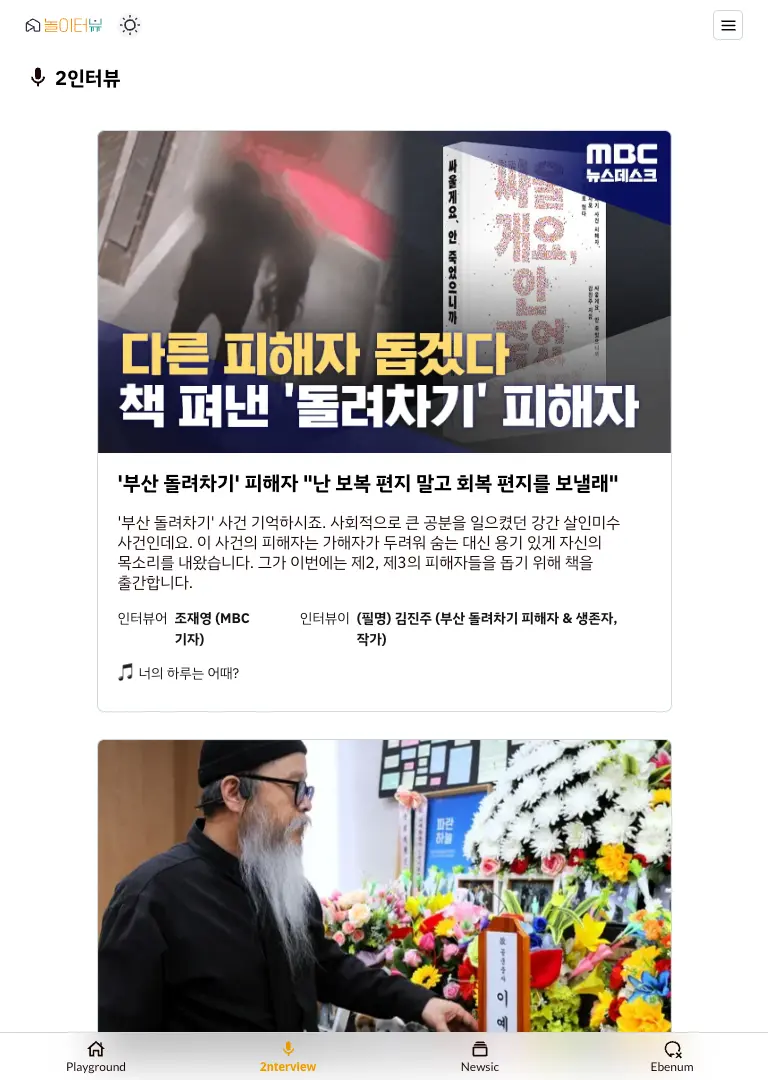 놀이터뷰
2인터뷰
MBC
뉴스데스크
싸울게요, 안 죽었으니까
싸울게요,
다른 피해자 돕겠다
책 펴낸 '돌려차기' 피해자
'부산 돌려차기' 피해자 "난 보복 편지 말고 회복 편지를 보낼래"
'부산 돌려차기' 사건 기억하시죠. 사회적으로 큰 공분을 일으켰던 강간 살인미수
사건인데요. 이 사건의 피해자는 가해자가 두려워 숨는 대신 용기 있게 자신의
목소리를 내왔습니다. 그가 이번에는 제2, 제3의 피해자들을 돕기 위해 책을
출간합니다.
인터뷰어 조재영 (MBC 기자)
인터뷰이 (필명) 김진주 (부산 돌려차기 피해자 & 생존자, 작가)
너의 하루는 어때?
파란
하늘
이 예
Playground
2nterview
Newsic
Ebenum